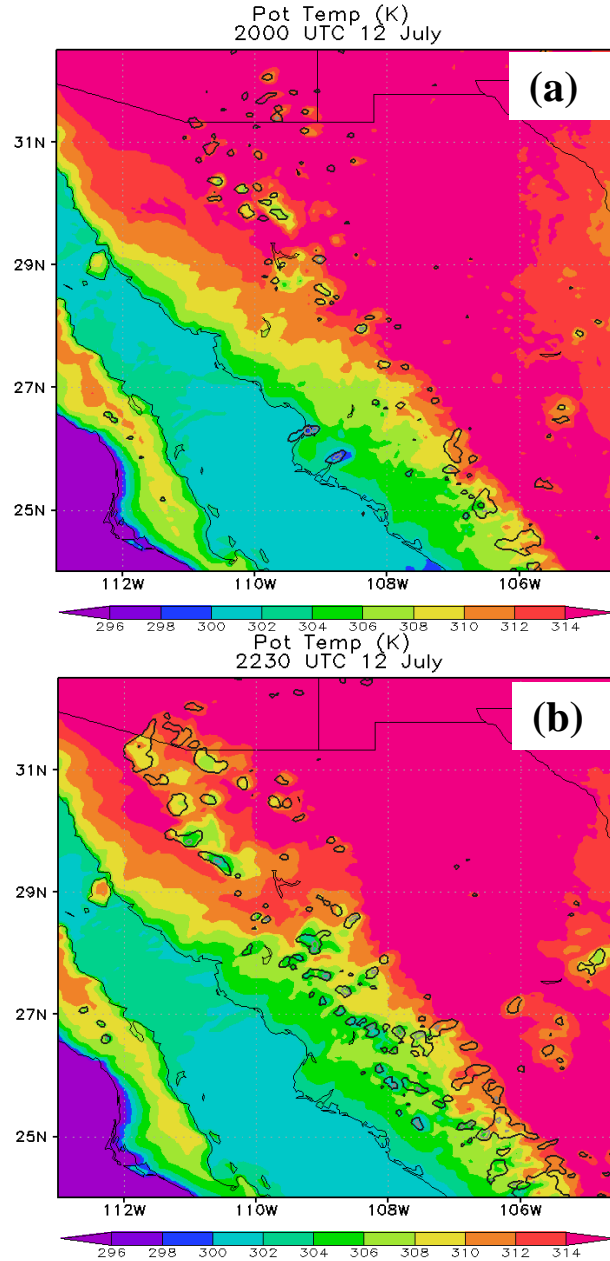 Pot Temp (K)
2000 UTC 12 July
(a)
31N
29N
27N
25N
112W 110W 108W 106W
296 298 300 302 304 306 308 310 312 314
Pot Temp (K)
2230 UTC 12 July
(b)
31N
29N
27N
25N
112W 110W 108W 106W
296 298 300 302 304 306 308 310 312 314